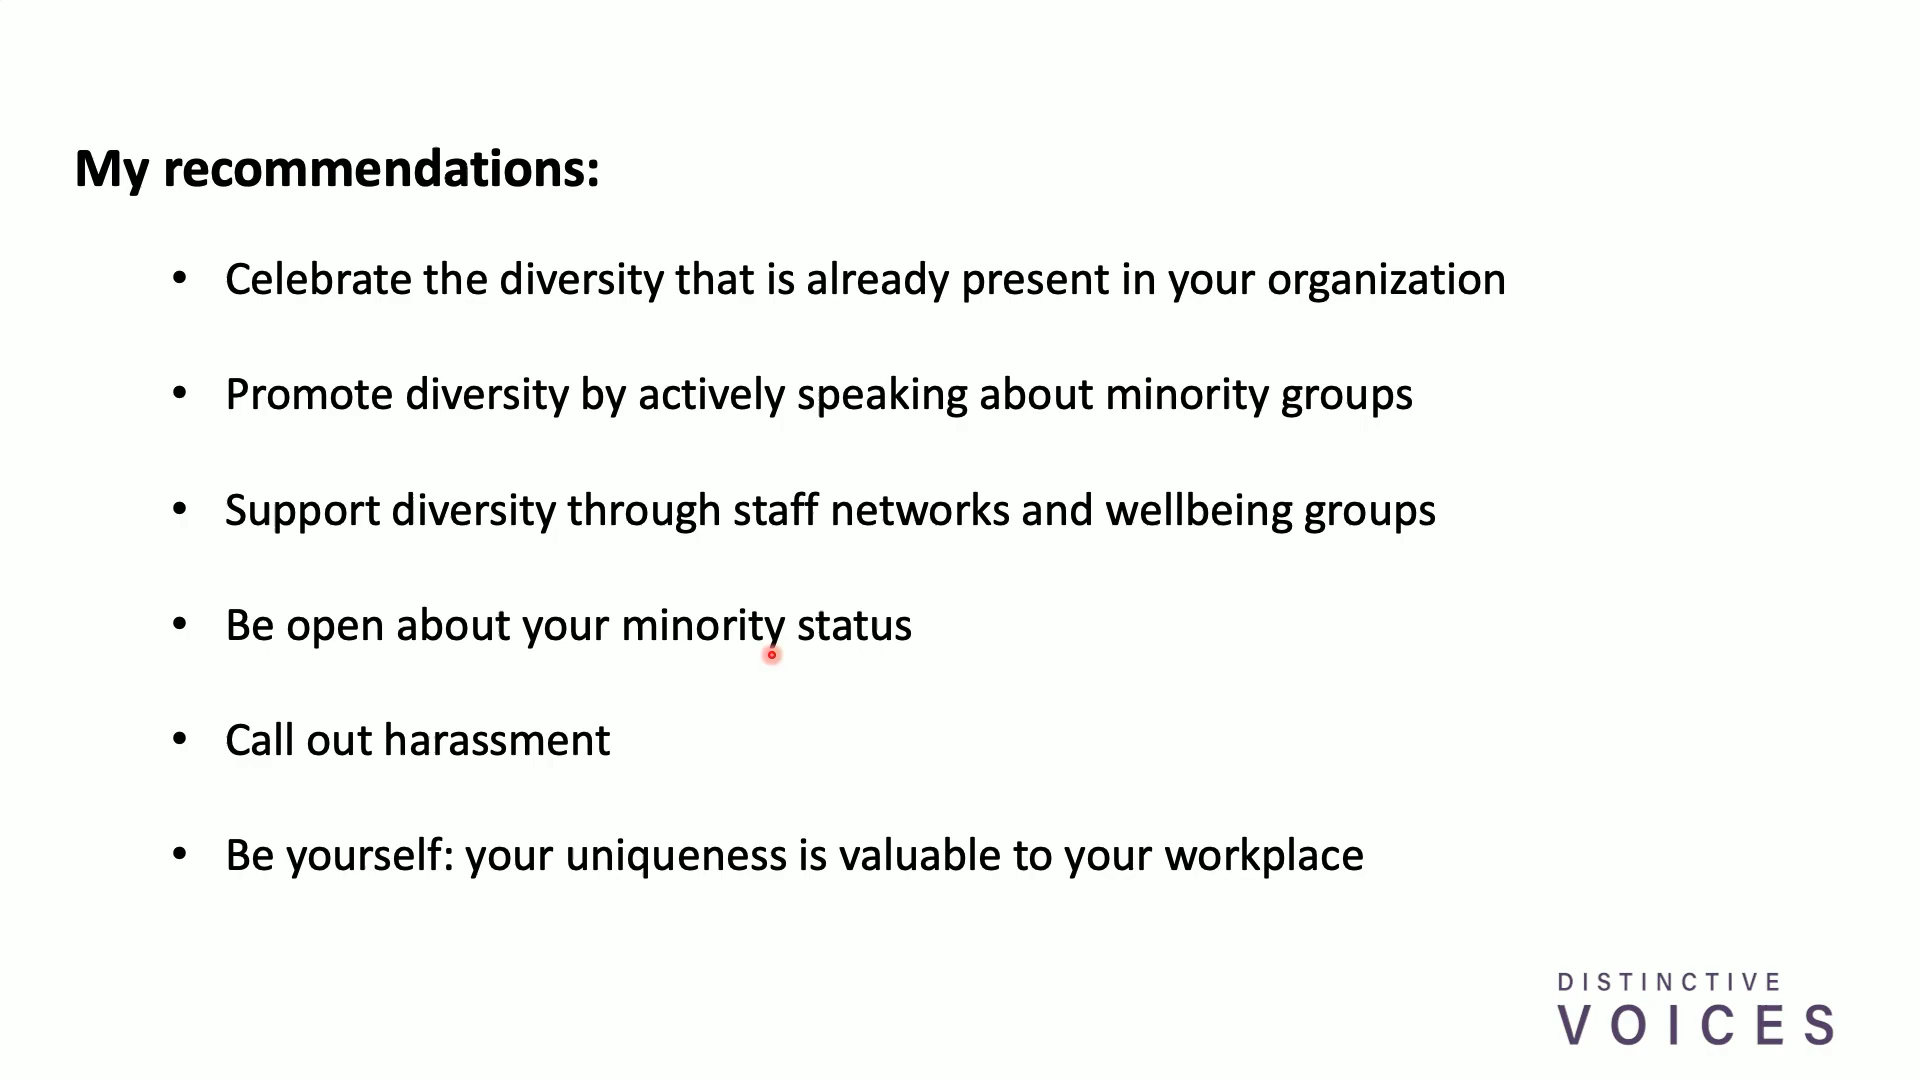 My recommendations:
• Celebrate the diversity that is already present in your organization
• Promote diversity by actively speaking about minority groups
• Support diversity through staff networks and wellbeing groups
• Be open about your minority status
• Call out harassment
• Be yourself: your uniqueness is valuable to your workplace
DISTINCTIVE
VOICES